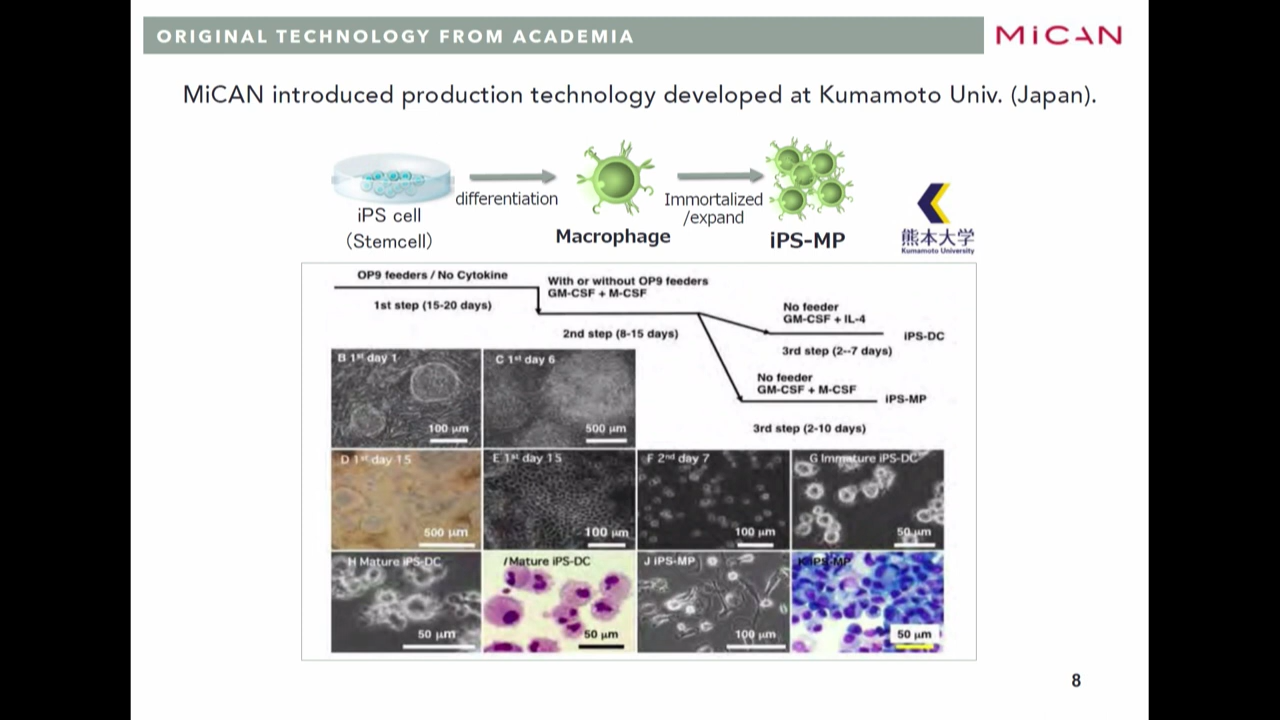 ORIGINAL TECHNOLOGY FROM ACADEMIA
MiCAN
MiCAN introduced production technology developed at Kumamoto Univ. (Japan).
iPS cell
(Stemcell)
differentiation
Macrophage
Immortalized
/expand
iPS-MP
熊本大学
Kumamoto University
OP9 feeders / No Cytokine
1st step (15-20 days)
With or without OP9 feeders
GM-CSF + M-CSF
2nd step (8-15 days)
No feeder
GM-CSF + IL-4
iPS-DC
3rd step (2--7 days)
No feeder
GM-CSF + M-CSF
iPS-MP
3rd step (2-10 days)
B 1st day 1
100 μm
C 1st day 6
500 μm
D 1st day 15
500 μm
E 1st day 15
100 μm
F 2nd day 7
100 μm
G Immature iPS-DC
50 μm
H Mature iPS-DC
50 μm
I Mature iPS-DC
50 μm
J iPS-MP
100 μm
K iPS-MP
50 μm
8